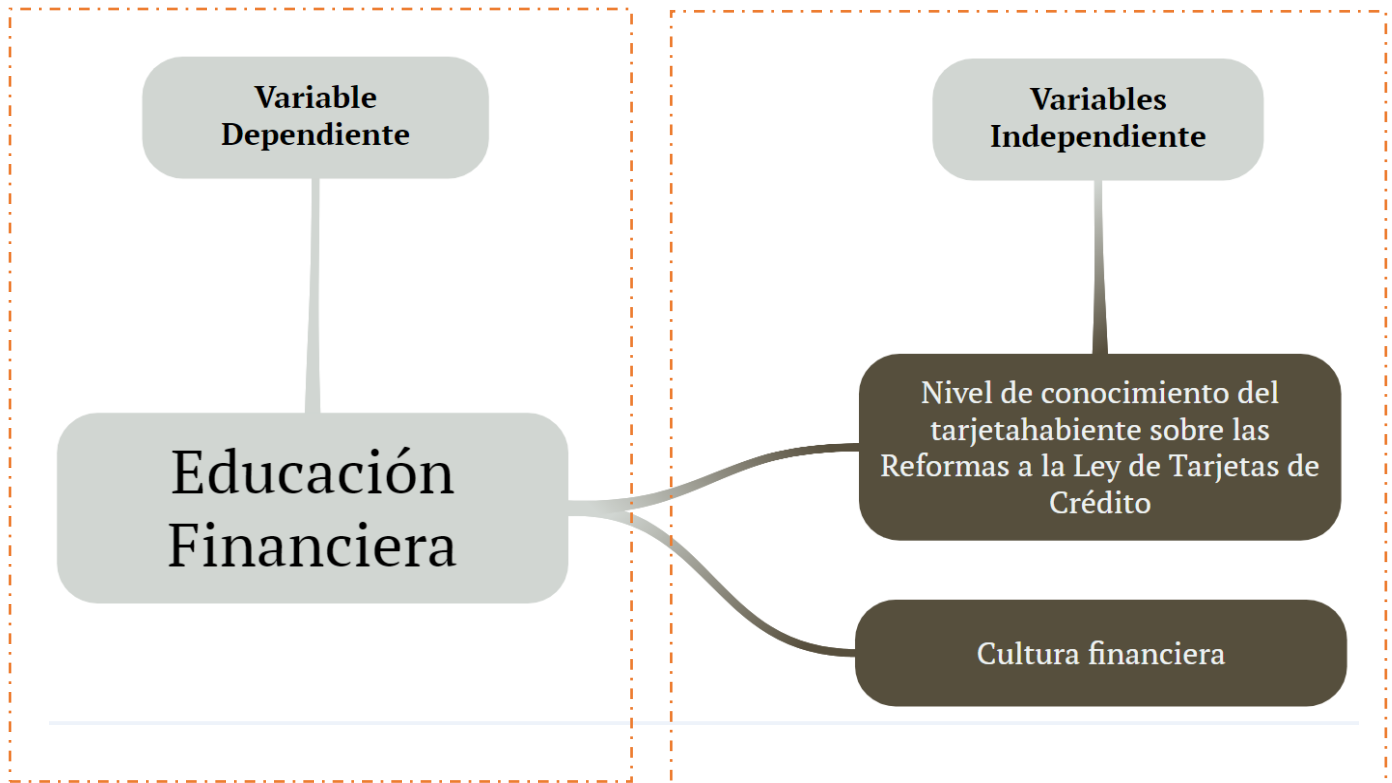 Variable
Dependiente
Educación
Financiera
Variables
Independiente
Nivel de conocimiento del
tarjetahabiente sobre las
Reformas a la Ley de Tarjetas de
Crédito
Cultura financiera